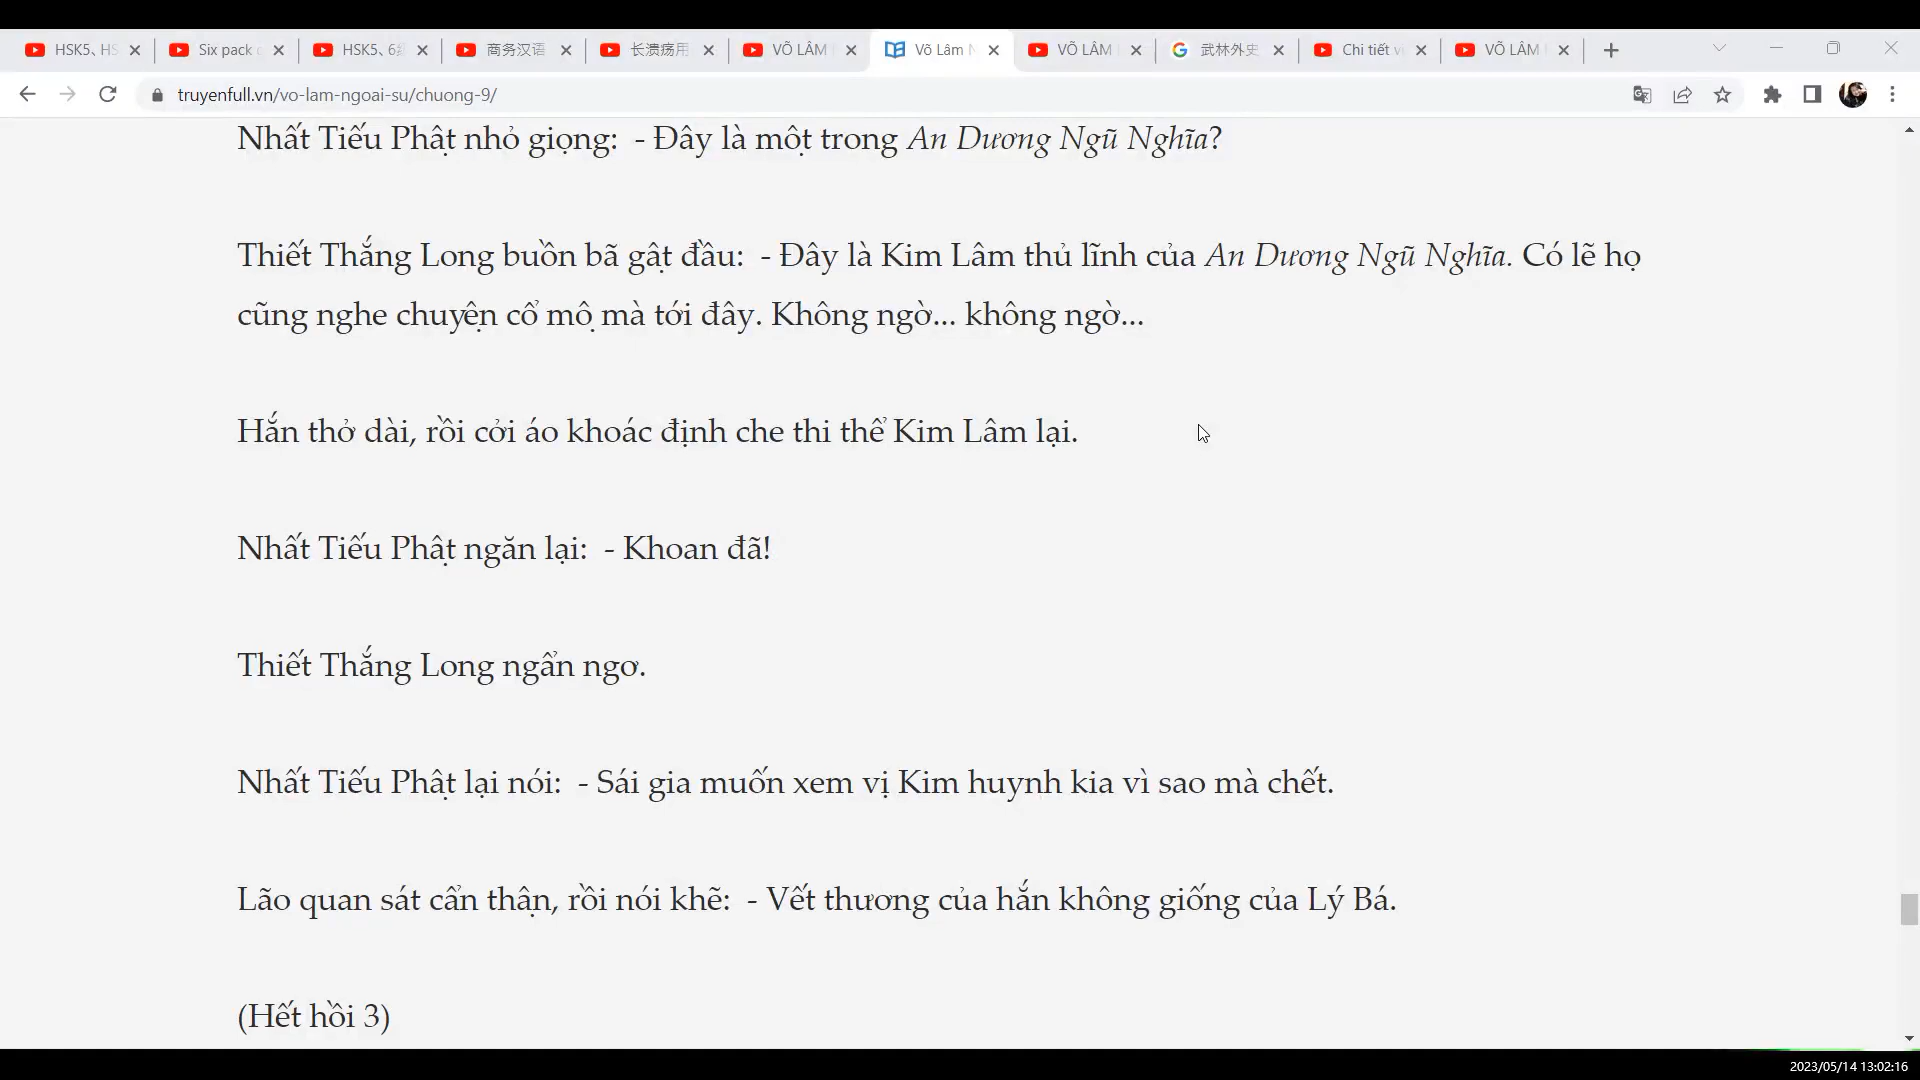 HSK5、HS
Six pack
HSK5、6
商务汉语
长溃疡用
VÕ LÂM
Võ Lâm N
VÕ LÂM
武林外史
Chi tiết v
VÕ LÂM
truyenfull.vn/vo-lam-ngoai-su/chuong-9/
Nhất Tiếu Phật nhỏ giọng: - Đây là một trong An Dương Ngũ Nghĩa?
Thiết Thắng Long buồn bã gật đầu: - Đây là Kim Lâm thủ lĩnh của An Dương Ngũ Nghĩa. Có lẽ họ
cũng nghe chuyện cổ mộ mà tới đây. Không ngờ... không ngờ...
Hắn thở dài, rồi cởi áo khoác định che thi thể Kim Lâm lại.
Nhất Tiếu Phật ngăn lại: - Khoan đã!
Thiết Thắng Long ngẩn ngơ.
Nhất Tiếu Phật lại nói: - Sái gia muốn xem vị Kim huynh kia vì sao mà chết.
Lão quan sát cẩn thận, rồi nói khẽ: - Vết thương của hắn không giống của Lý Bá.
(Hết hồi 3)
2023/05/14 13:02:16